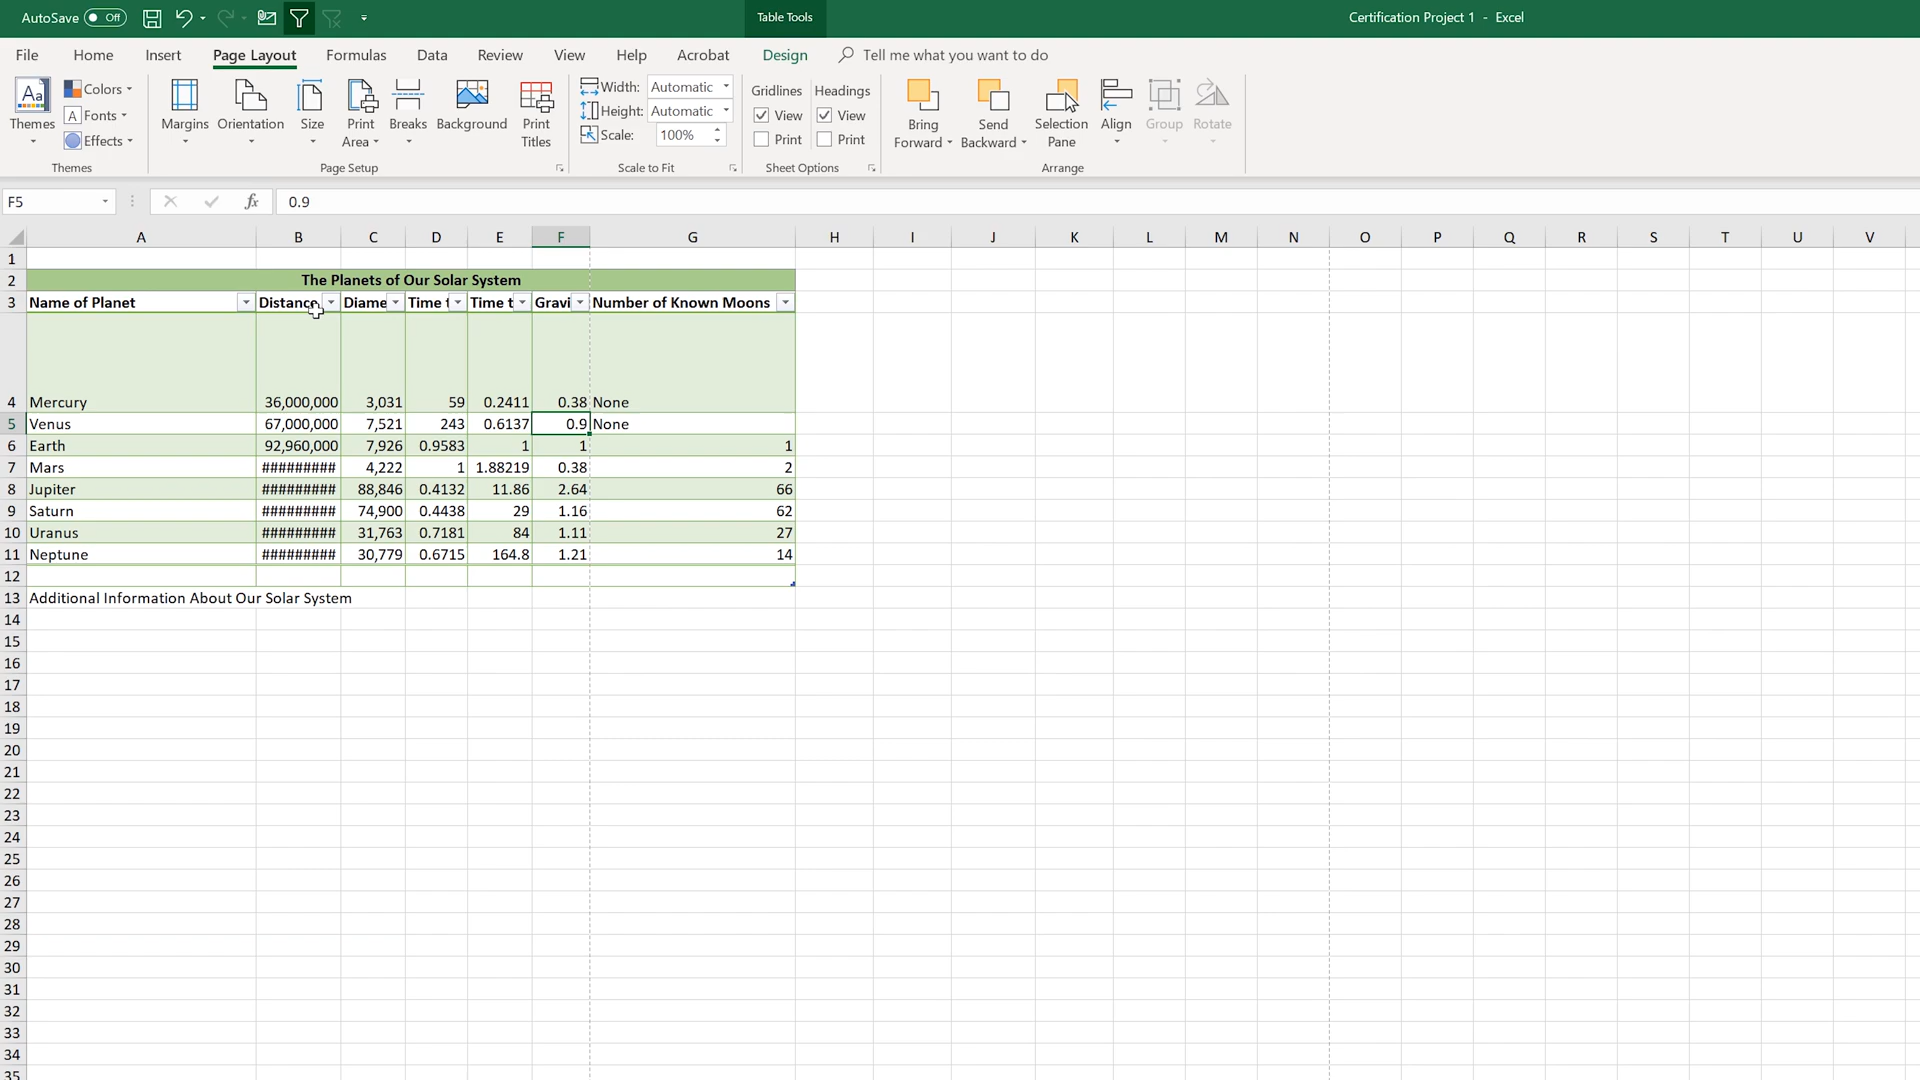 AutoSave Off Table Tools Certification Project 1 - Excel
File Home Insert Page Layout Formulas Data Review View Help Acrobat Design Tell me what you want to do
Themes Colors Fonts Effects
Margins Orientation Size Print Area Breaks Background Print Titles
Width: Automatic
Height: Automatic
Scale: 100%
Gridlines Headings
View View
Print Print
Bring Forward Send Backward Selection Pane Align Group Rotate
Themes Page Setup Scale to Fit Sheet Options Arrange
F5 fx 0.9
A B C D E F G H I J K L M N O P Q R S T U V
1
2 The Planets of Our Solar System
3 Name of Planet Distance Diame Time t Time t Gravi Number of Known Moons
4 Mercury 36,000,000 3,031 59 0.2411 0.38 None
5 Venus 67,000,000 7,521 243 0.6137 0.9 None
6 Earth 92,960,000 7,926 0.9583 1 1 1
7 Mars ######### 4,222 1 1.88219 0.38 2
8 Jupiter ######### 88,846 0.4132 11.86 2.64 66
9 Saturn ######### 74,900 0.4438 29 1.16 62
10 Uranus ######### 31,763 0.7181 84 1.11 27
11 Neptune ######### 30,779 0.6715 164.8 1.21 14
12
13 Additional Information About Our Solar System
14
15
16
17
18
19
20
21
22
23
24
25
26
27
28
29
30
31
32
33
34
35